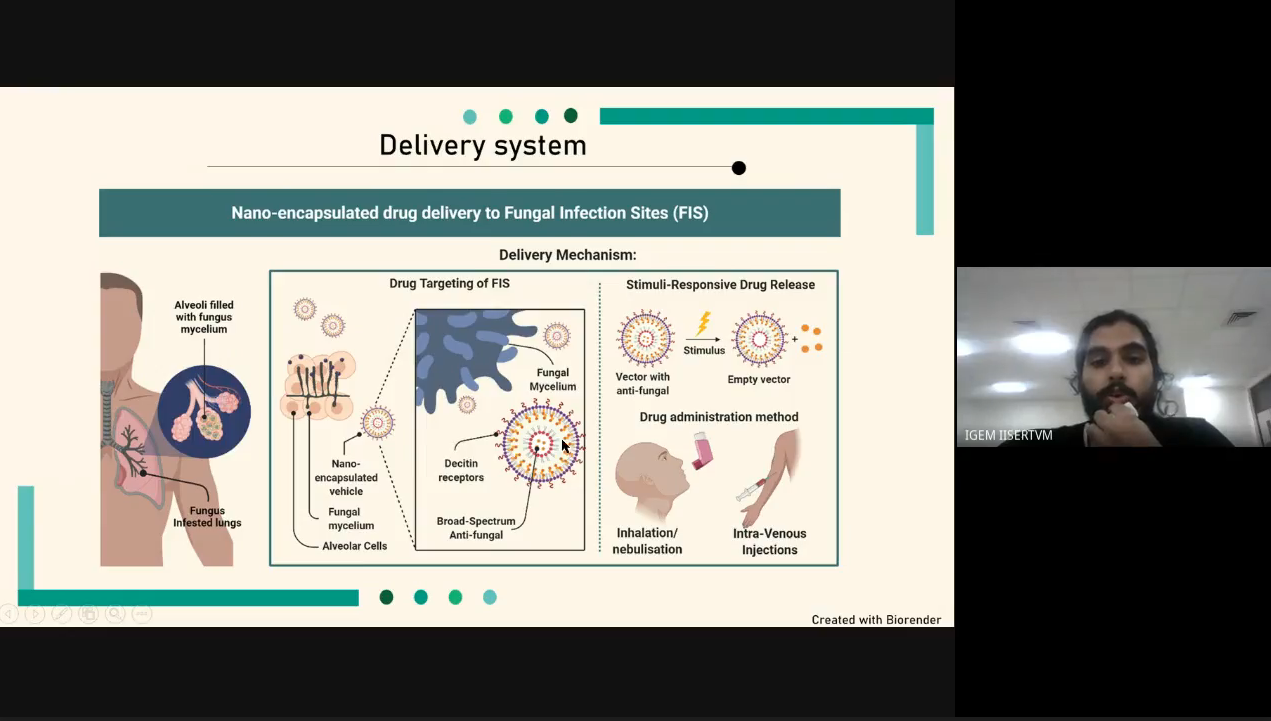 Delivery system
Nano-encapsulated drug delivery to Fungal Infection Sites (FIS)
Delivery Mechanism:
Alveoli filled
with fungus
mycelium
Fungus
Infested lungs
Drug Targeting of FIS
Nano-
encapsulated
vehicle
Fungal
mycelium
Alveolar Cells
Fungal
Mycelium
Decitin
receptors
Broad-Spectrum
Anti-fungal
Stimuli-Responsive Drug Release
Stimulus
+
Vector with
anti-fungal
Empty vector
Drug administration method
Inhalation/
nebulisation
Intra-Venous
Injections
Created with Biorender
IGEM IISERTVM